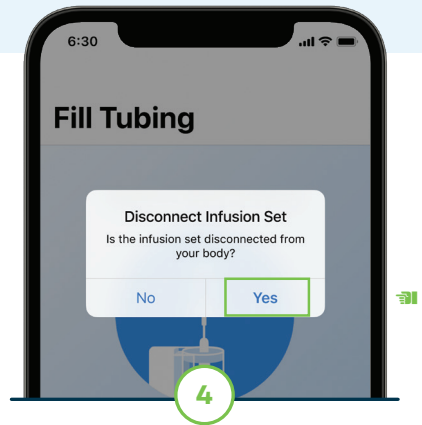 6:30
Fill Tubing
Disconnect Infusion Set
Is the infusion set disconnected from
your body?
No Yes
4